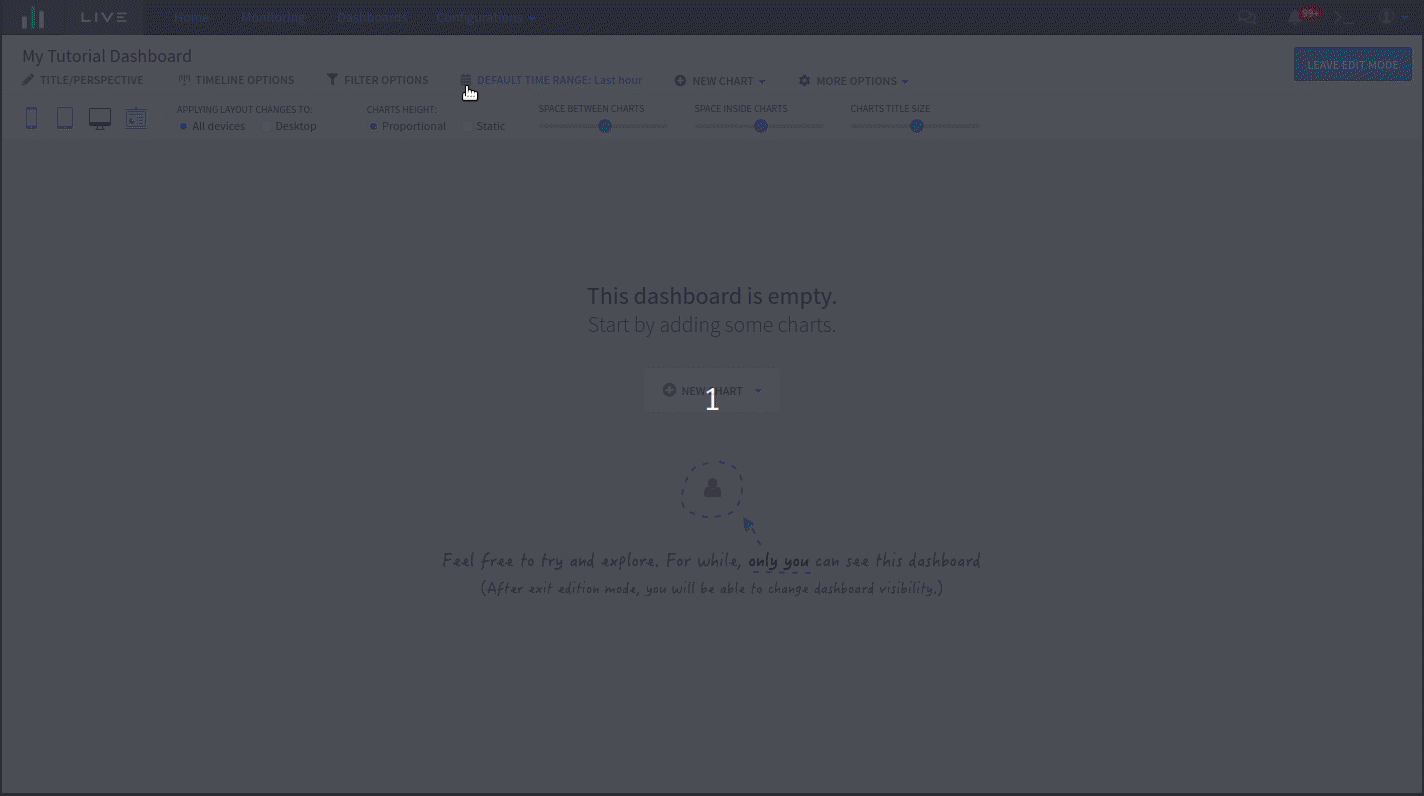 LIVE Home Monitoring Dashboards Configurations 99+
My Tutorial Dashboard
TITLE/PERSPECTIVE TIMELINE OPTIONS FILTER OPTIONS DEFAULT TIME RANGE: Last hour NEW CHART MORE OPTIONS LEAVE EDIT MODE
APPLYING LAYOUT CHANGES TO: CHARTS HEIGHT: SPACE BETWEEN CHARTS SPACE INSIDE CHARTS CHARTS TITLE SIZE
All devices Desktop Proportional Static
This dashboard is empty.
Start by adding some charts.
NEW CHART
1
Feel free to try and explore. For while, only you can see this dashboard
(After exit edition mode, you will be able to change dashboard visibility.)